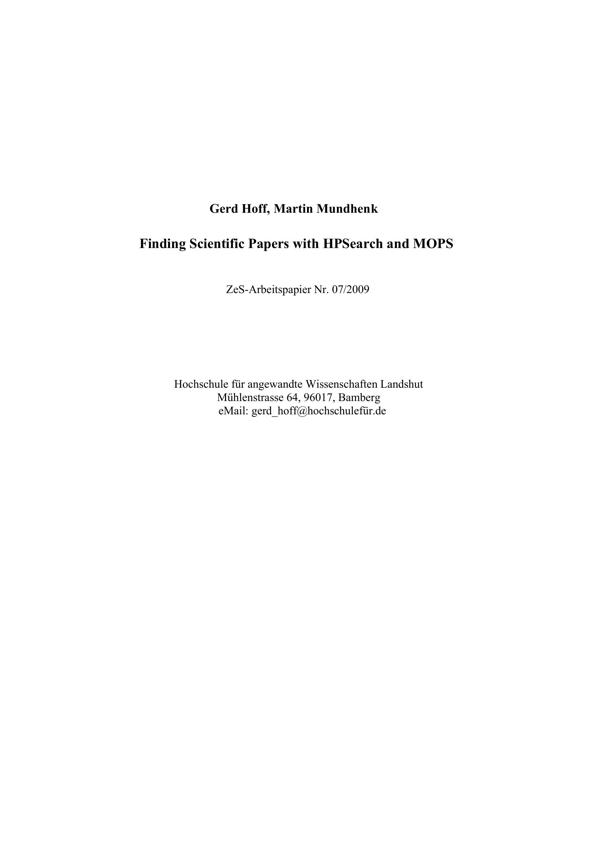 Gerd Hoff, Martin Mundhenk
Finding Scientific Papers with HPSearch and MOPS
ZeS-Arbeitspapier Nr. 07/2009
Hochschule für angewandte Wissenschaften Landshut
Mühlenstrasse 64, 96017, Bamberg
eMail: gerd_hoff@hochschulefür.de